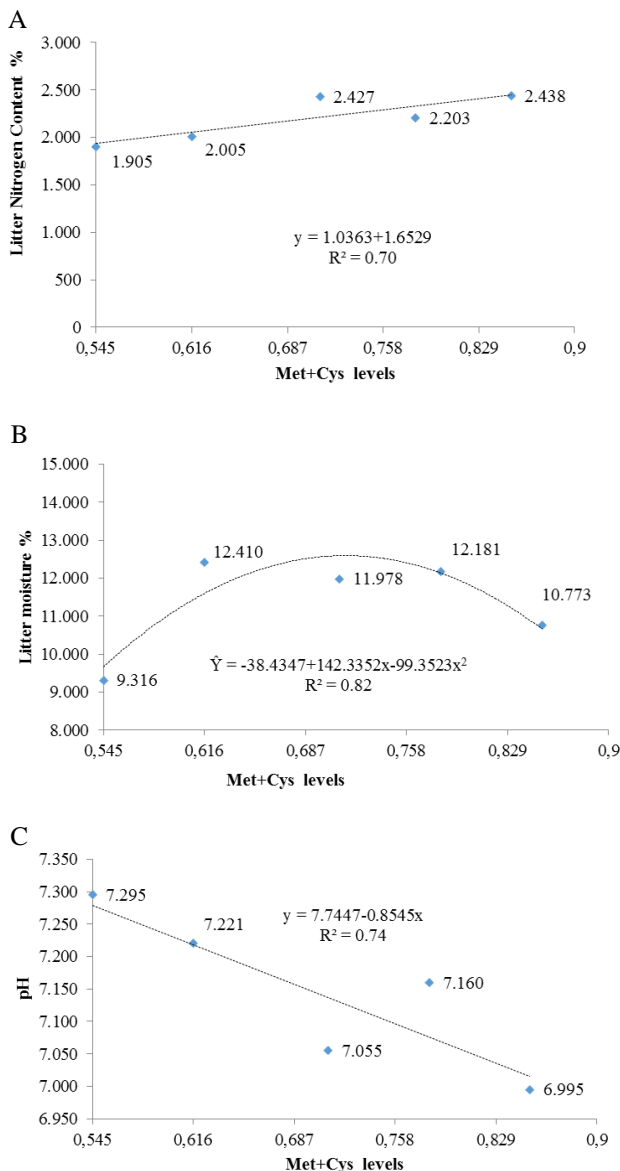 A
Litter Nitrogen Content %
3.000
2.500
2.000
1.500
1.000
500
0
1.905
2.005
2.427
2.203
2.438
y = 1.0363+1.6529
R² = 0.70
0,545 0,616 0,687 0,758 0,829 0,9
Met+Cys levels
B
Litter moisture %
15.000
14.000
13.000
12.000
11.000
10.000
9.000
8.000
9.316
12.410
11.978
12.181
10.773
Ŷ = -38.4347+142.3352x-99.3523x²
R² = 0.82
0,545 0,616 0,687 0,758 0,829 0,9
Met+Cys levels
C
pH
7.350
7.300
7.250
7.200
7.150
7.100
7.050
7.000
6.950
7.295
7.221
7.055
7.160
6.995
y = 7.7447-0.8545x
R² = 0.74
0,545 0,616 0,687 0,758 0,829 0,9
Met+Cys levels